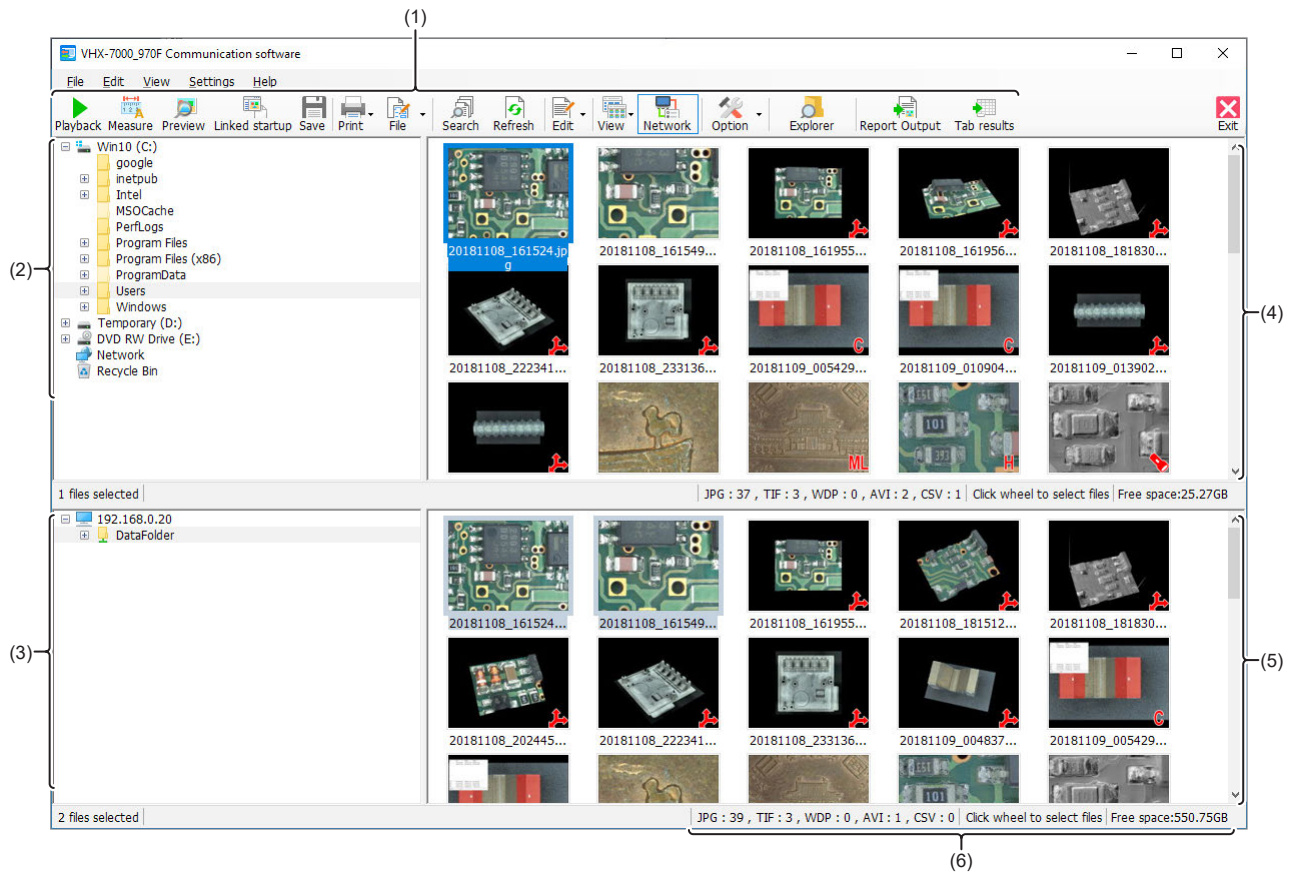 (1)
VHX-7000_970F Communication software
File Edit View Settings Help
Playback Measure Preview Linked startup Save Print File Search Refresh Edit View Network Option Explorer Report Output Tab results Exit
(2)
Win10 (C:)
google
inetpub
Intel
MSOCache
PerfLogs
Program Files
Program Files (x86)
ProgramData
Users
Windows
Temporary (D:)
DVD RW Drive (E:)
Network
Recycle Bin
20181108_161524.jp
g
20181108_161549... 20181108_161955... 20181108_161956... 20181108_181830...
C C
20181108_222341... 20181108_233136... 20181109_005429... 20181109_010904... 20181109_013902...
101
ML H
(4)
1 files selected JPG : 37 , TIF : 3 , WDP : 0 , AVI : 2 , CSV : 1 Click wheel to select files Free space:25.27GB
(3)
192.168.0.20
DataFolder
20181108_161524... 20181108_161549... 20181108_161955... 20181108_181512... 20181108_181830...
C
20181108_202445... 20181108_222341... 20181108_233136... 20181109_004837... 20181109_005429...
101
(5)
2 files selected JPG : 39 , TIF : 3 , WDP : 0 , AVI : 1 , CSV : 0 Click wheel to select files Free space:550.75GB
(6)